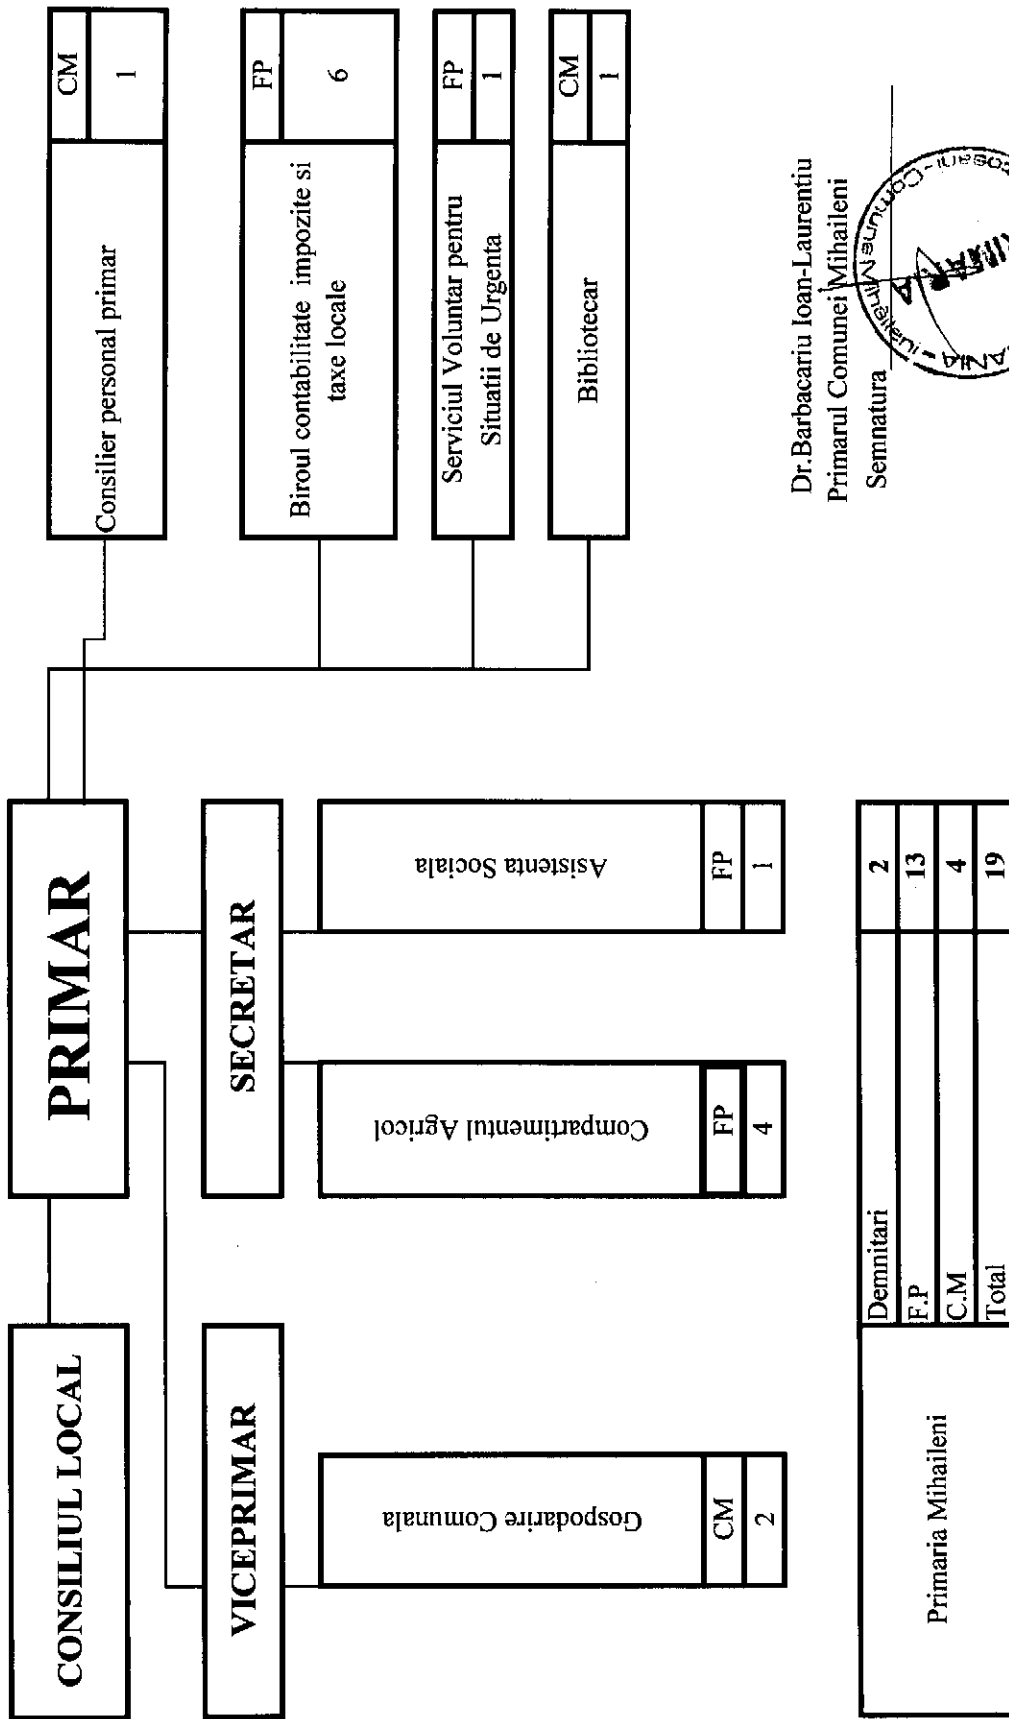 CONSILIUL LOCAL
PRIMAR
Consilier personal primar
CM
1
VICEPRIMAR
SECRETAR
Biroul contabilitate impozite si
taxe locale
FP
6
Serviciul Voluntar pentru
Situatii de Urgenta
FP
1
Bibliotecar
CM
1
Gospodarire Comunala
CM
2
Compartimentul Agricol
FP
4
Asistenta Sociala
FP
1
Dr.Barbacariu Ioan-Laurentiu
Primarul Comunei Mihaileni
Semnatura
Primaria Mihaileni
Demnitari 2
F.P 13
C.M 4
Total 19